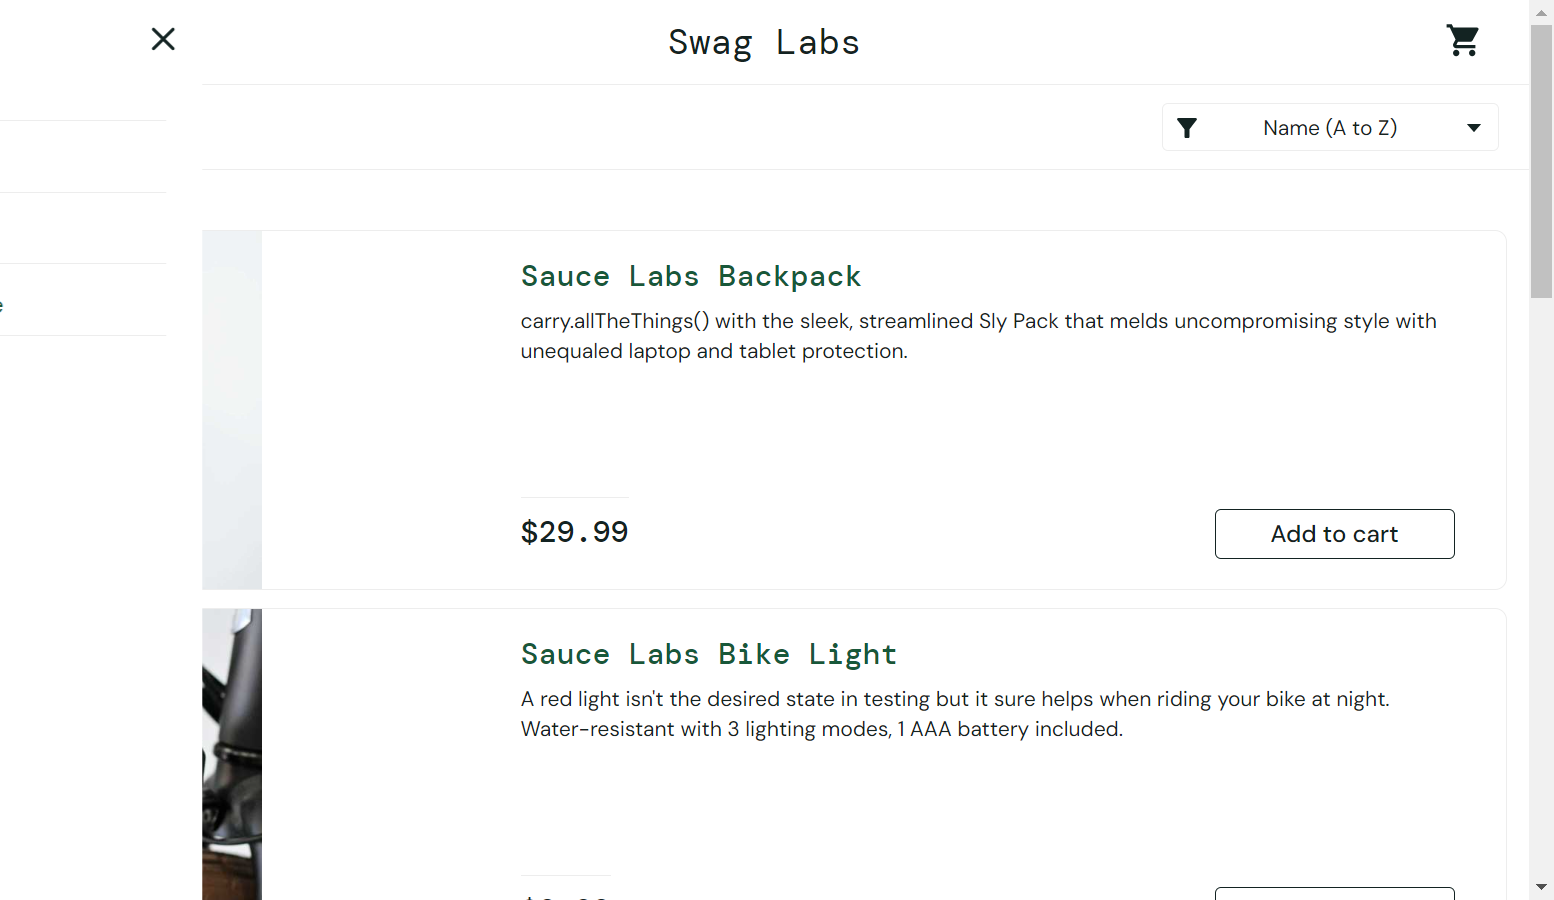 Swag Labs
Name (A to Z)
Sauce Labs Backpack
carry.allTheThings() with the sleek, streamlined Sly Pack that melds uncompromising style with
unequaled laptop and tablet protection.
$29.99
Add to cart
Sauce Labs Bike Light
A red light isn't the desired state in testing but it sure helps when riding your bike at night.
Water-resistant with 3 lighting modes, 1 AAA battery included.